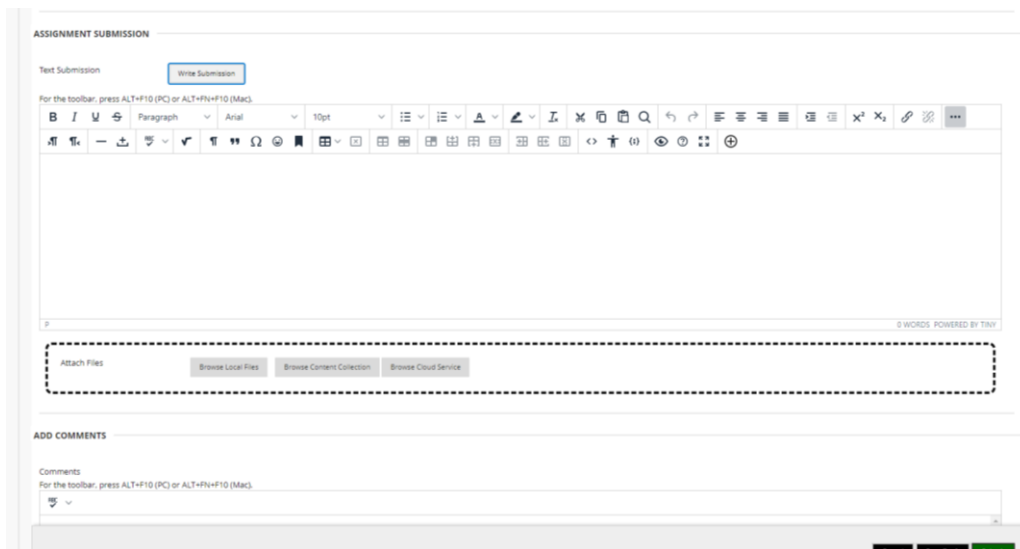 ASSIGNMENT SUBMISSION
Text Submission
Write Submission
For the toolbar, press ALT+F10 (PC) or ALT+FN+F10 (Mac).
B I U S Paragraph Arial 10pt A X² X₂
P
0 WORDS POWERED BY TINY
Attach Files Browse Local Files Browse Content Collection Browse Cloud Service
ADD COMMENTS
Comments
For the toolbar, press ALT+F10 (PC) or ALT+FN+F10 (Mac).